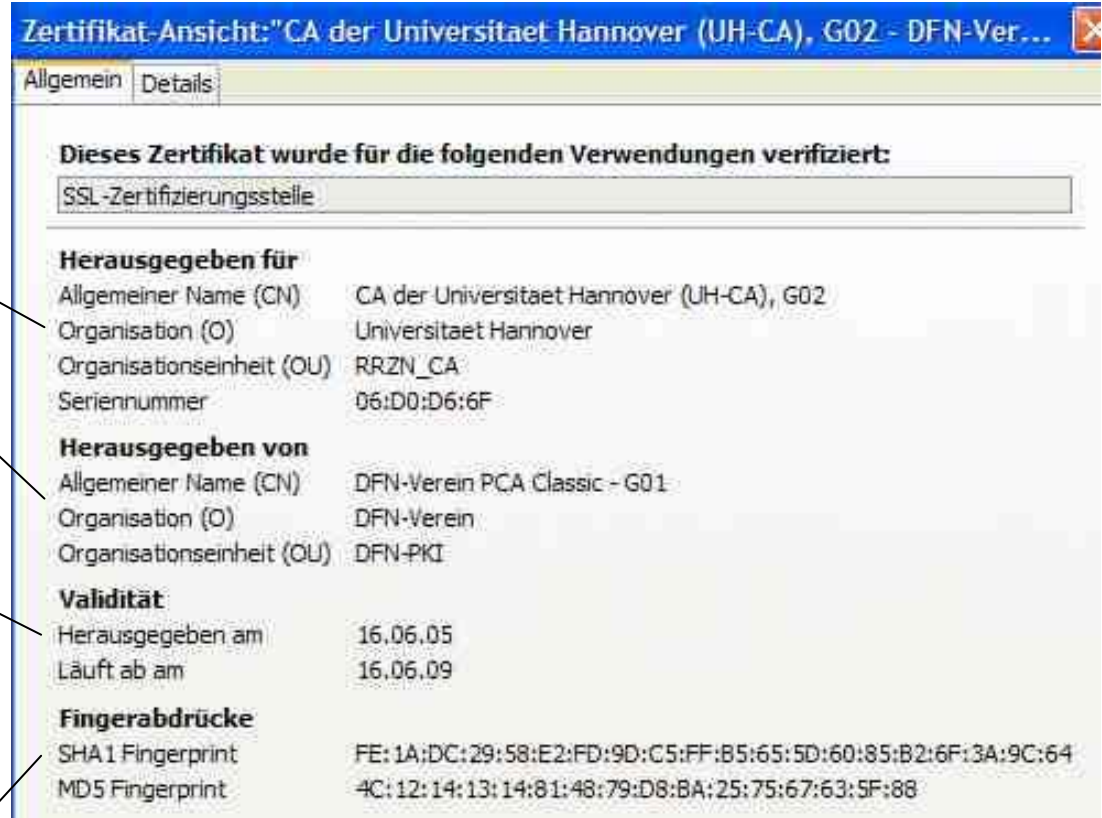 Zertifikat-Ansicht:"CA der Universitaet Hannover (UH-CA), G02 - DFN-Ver...
Allgemein Details
Dieses Zertifikat wurde für die folgenden Verwendungen verifiziert:
SSL-Zertifizierungsstelle
Herausgegeben für
Allgemeiner Name (CN) CA der Universitaet Hannover (UH-CA), G02
Organisation (O) Universitaet Hannover
Organisationseinheit (OU) RRZN_CA
Seriennummer 06:D0:D6:6F
Herausgegeben von
Allgemeiner Name (CN) DFN-Verein PCA Classic - G01
Organisation (O) DFN-Verein
Organisationseinheit (OU) DFN-PKI
Validität
Herausgegeben am 16.06.05
Läuft ab am 16.06.09
Fingerabdrücke
SHA1 Fingerprint FE:1A:DC:29:58:E2:FD:9D:C5:FF:B5:65:5D:60:85:B2:6F:3A:9C:64
MD5 Fingerprint 4C:12:14:13:14:81:48:79:D8:BA:25:75:67:63:5F:88